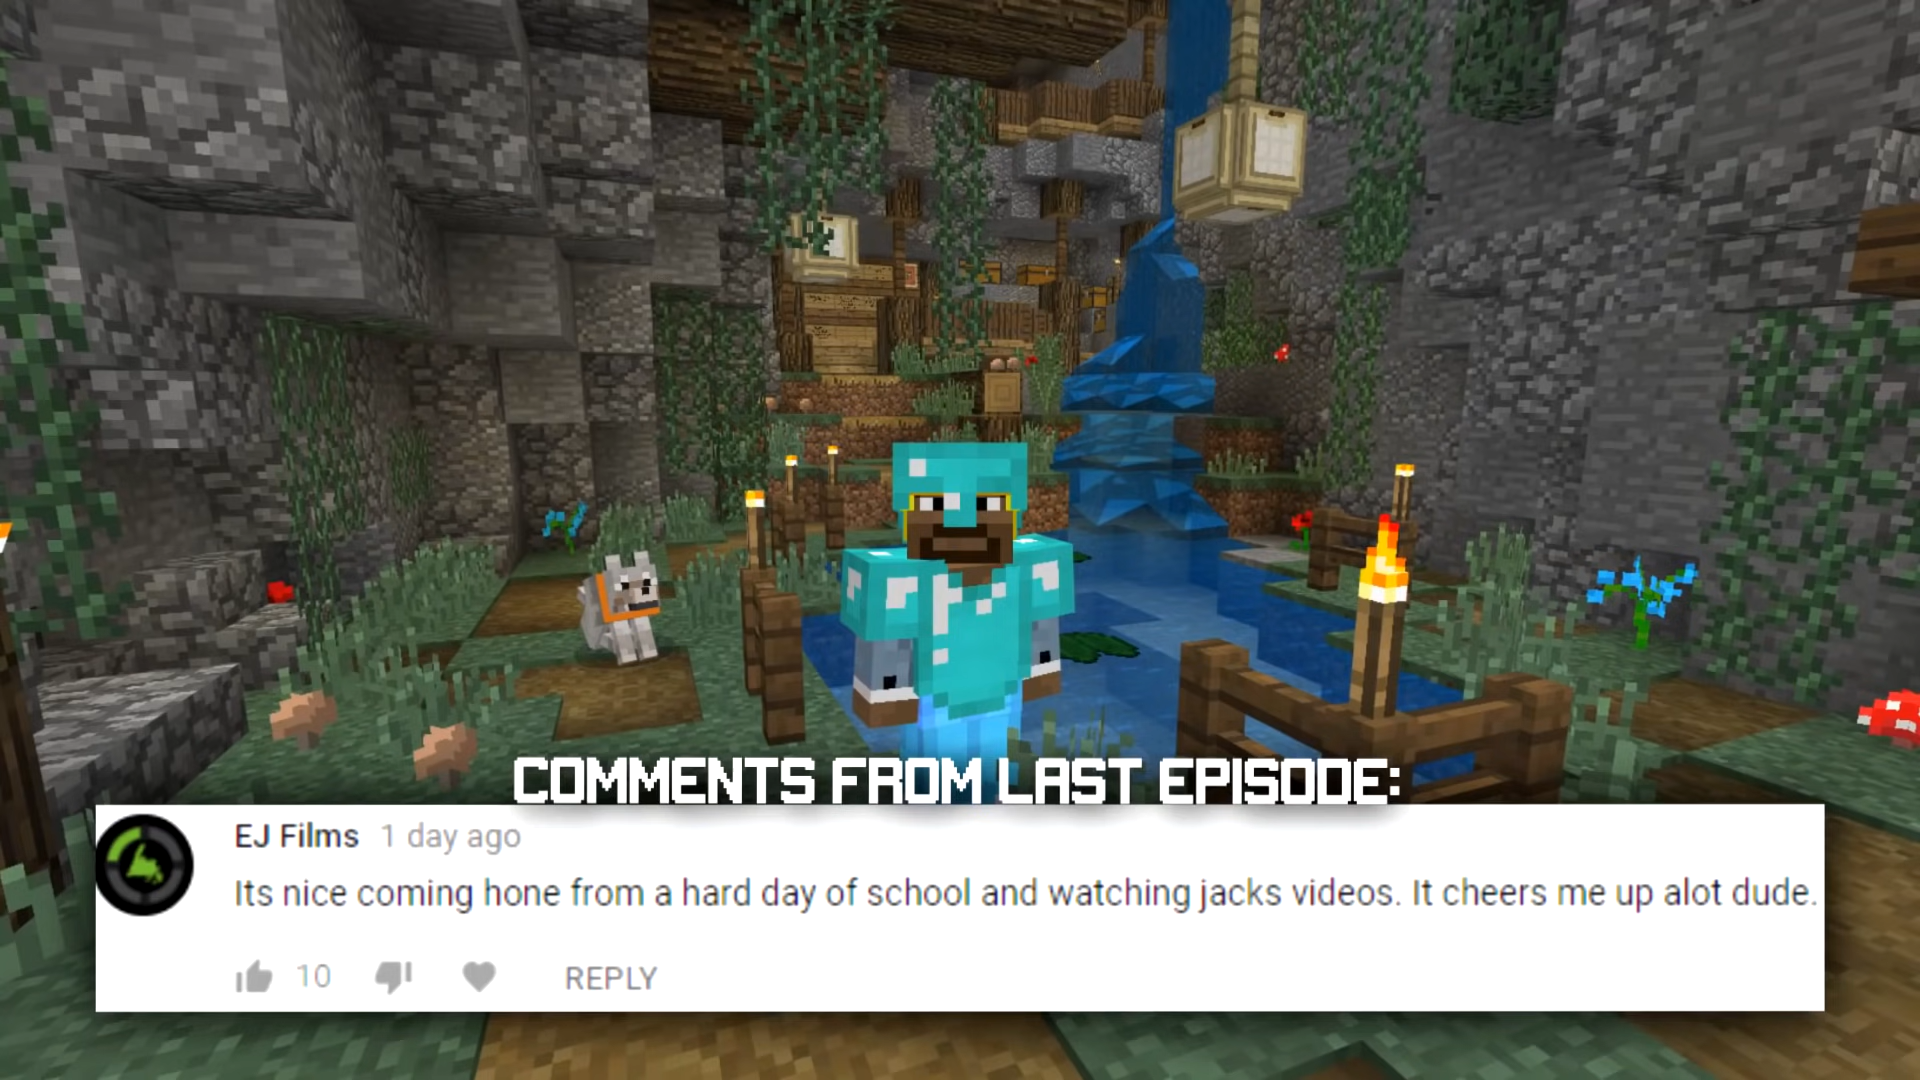 COMMENTS FROM LAST EPISODE:
EJ Films 1 day ago
Its nice coming hone from a hard day of school and watching jacks videos. It cheers me up alot dude.
10 REPLY